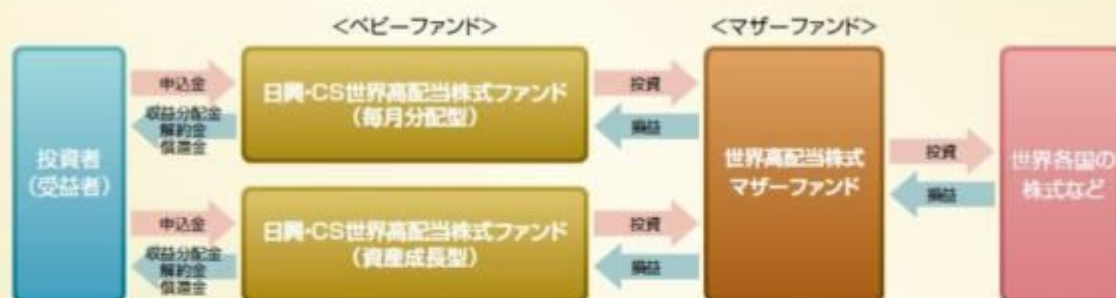 <ベビーファンド>
<マザーファンド>
投資者
(受益者)
申込金
収益分配金
解約金
償還金
日興・CS世界高配当株式ファンド
(毎月分配型)
投資
損益
申込金
収益分配金
解約金
償還金
日興・CS世界高配当株式ファンド
(資産成長型)
投資
損益
世界高配当株式
マザーファンド
投資
損益
世界各国の
株式など